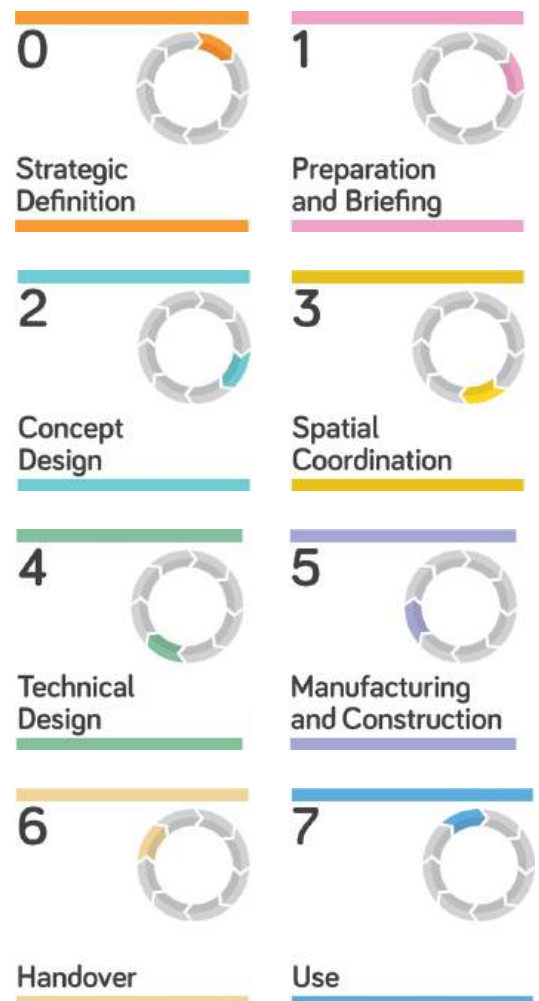 0
Strategic
Definition
1
Preparation
and Briefing
2
Concept
Design
3
Spatial
Coordination
4
Technical
Design
5
Manufacturing
and Construction
6
Handover
7
Use